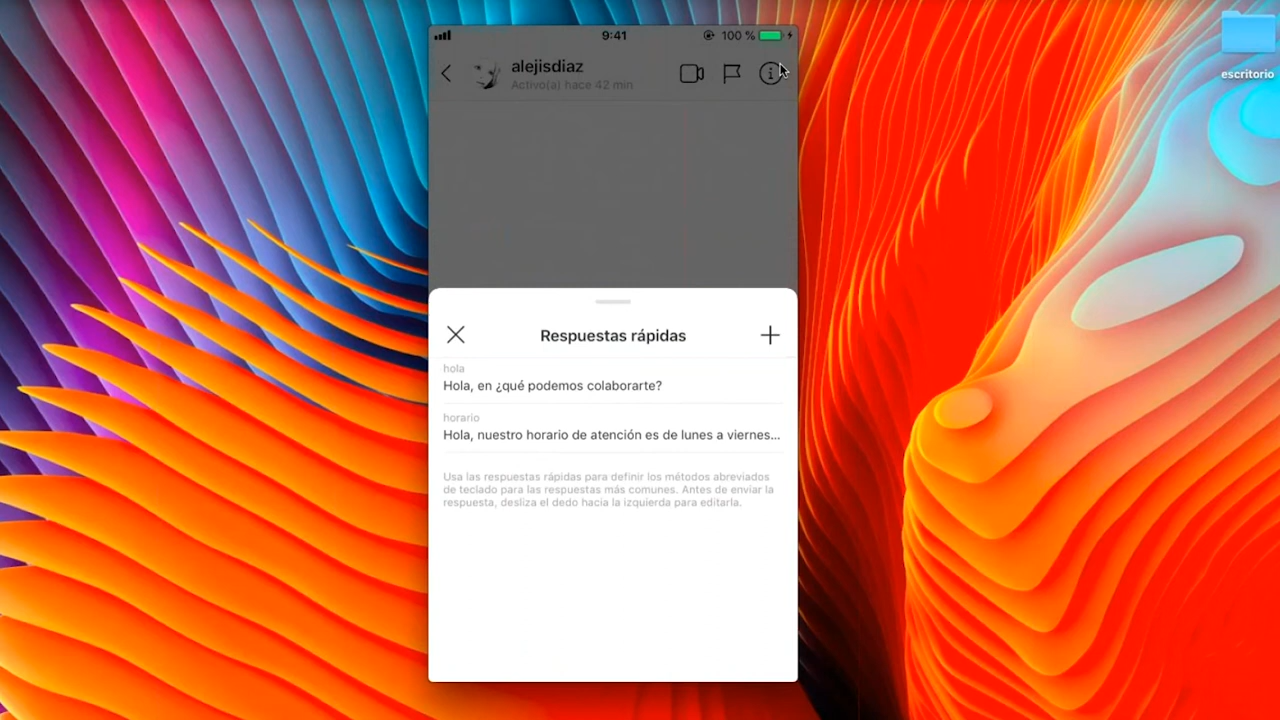 9:41
100 %
alejisdiaz
Activo(a) hace 42 min
escritorio
Respuestas rápidas
hola
Hola, en ¿qué podemos colaborarte?
horario
Hola, nuestro horario de atención es de lunes a viernes...
Usa las respuestas rápidas para definir los métodos abreviados
de teclado para las respuestas más comunes. Antes de enviar la
respuesta, desliza el dedo hacia la izquierda para editarla.